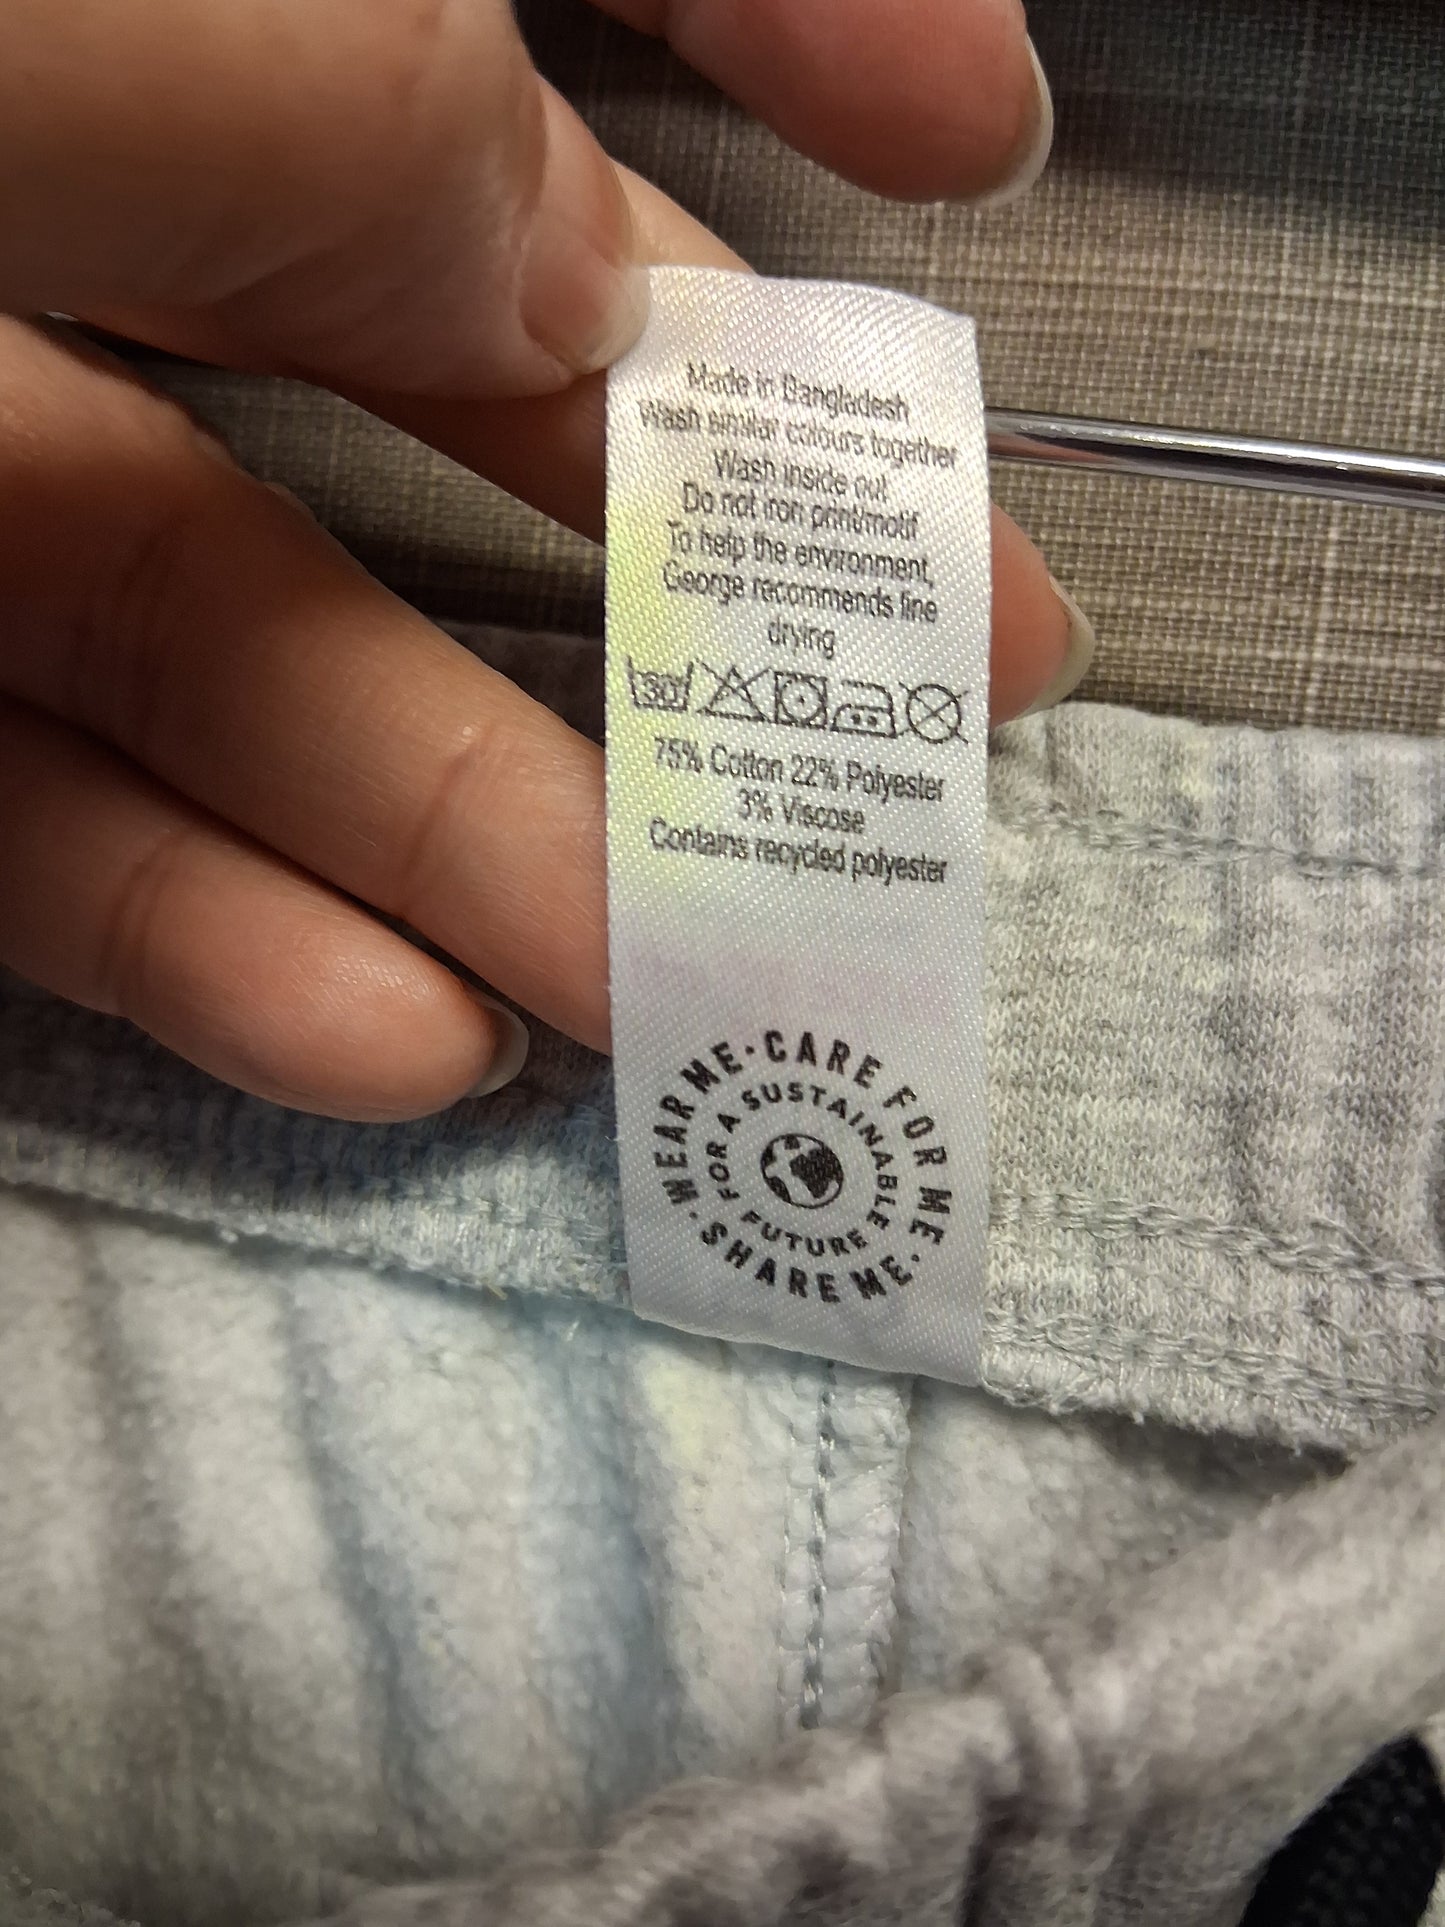 Made in Bangladesh
Wash similar colours together
Wash inside out
Do not iron print/motif
To help the environment,
George recommends line
drying
30
75% Cotton 22% Polyester
3% Viscose
Contains recycled polyester
WEAR ME · CARE FOR ME · SHARE ME ·
FOR A SUSTAINABLE FUTURE